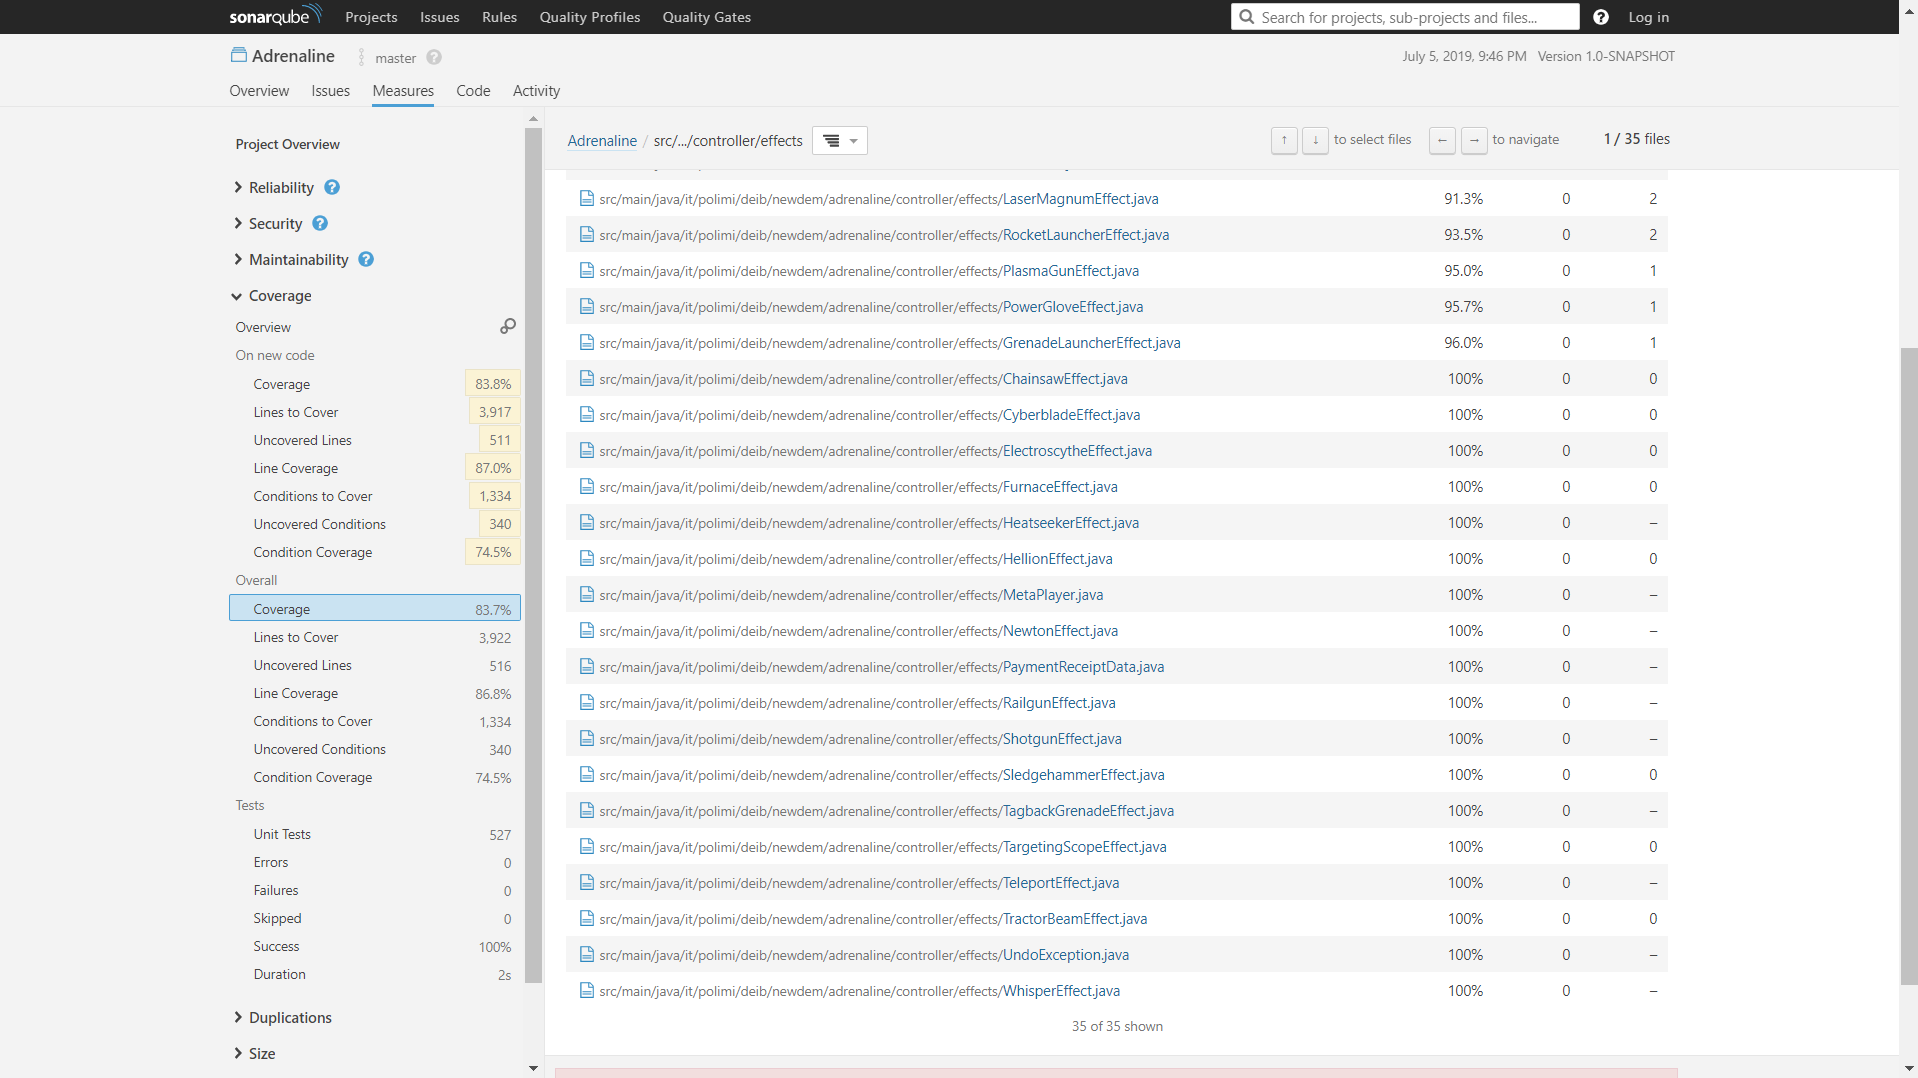 sonarqube Projects Issues Rules Quality Profiles Quality Gates Search for projects, sub-projects and files... Log in
Adrenaline master July 5, 2019, 9:46 PM Version 1.0-SNAPSHOT
Overview Issues Measures Code Activity
Project Overview
Reliability
Security
Maintainability
Coverage
Overview
On new code
Coverage 83.8%
Lines to Cover 3,917
Uncovered Lines 511
Line Coverage 87.0%
Conditions to Cover 1,334
Uncovered Conditions 340
Condition Coverage 74.5%
Overall
Coverage 83.7%
Lines to Cover 3,922
Uncovered Lines 516
Line Coverage 86.8%
Conditions to Cover 1,334
Uncovered Conditions 340
Condition Coverage 74.5%
Tests
Unit Tests 527
Errors 0
Failures 0
Skipped 0
Success 100%
Duration 2s
Duplications
Size
Adrenaline / src/.../controller/effects ↑ ↓ to select files ← → to navigate 1 / 35 files
src/main/java/it/polimi/deib/newdem/adrenaline/controller/effects/LaserMagnumEffect.java 91.3% 0 2
src/main/java/it/polimi/deib/newdem/adrenaline/controller/effects/RocketLauncherEffect.java 93.5% 0 2
src/main/java/it/polimi/deib/newdem/adrenaline/controller/effects/PlasmaGunEffect.java 95.0% 0 1
src/main/java/it/polimi/deib/newdem/adrenaline/controller/effects/PowerGloveEffect.java 95.7% 0 1
src/main/java/it/polimi/deib/newdem/adrenaline/controller/effects/GrenadeLauncherEffect.java 96.0% 0 1
src/main/java/it/polimi/deib/newdem/adrenaline/controller/effects/ChainsawEffect.java 100% 0 0
src/main/java/it/polimi/deib/newdem/adrenaline/controller/effects/CyberbladeEffect.java 100% 0 0
src/main/java/it/polimi/deib/newdem/adrenaline/controller/effects/ElectroscytheEffect.java 100% 0 0
src/main/java/it/polimi/deib/newdem/adrenaline/controller/effects/FurnaceEffect.java 100% 0 0
src/main/java/it/polimi/deib/newdem/adrenaline/controller/effects/HeatseekerEffect.java 100% 0 –
src/main/java/it/polimi/deib/newdem/adrenaline/controller/effects/HellionEffect.java 100% 0 0
src/main/java/it/polimi/deib/newdem/adrenaline/controller/effects/MetaPlayer.java 100% 0 –
src/main/java/it/polimi/deib/newdem/adrenaline/controller/effects/NewtonEffect.java 100% 0 –
src/main/java/it/polimi/deib/newdem/adrenaline/controller/effects/PaymentReceiptData.java 100% 0 –
src/main/java/it/polimi/deib/newdem/adrenaline/controller/effects/RailgunEffect.java 100% 0 –
src/main/java/it/polimi/deib/newdem/adrenaline/controller/effects/ShotgunEffect.java 100% 0 –
src/main/java/it/polimi/deib/newdem/adrenaline/controller/effects/SledgehammerEffect.java 100% 0 0
src/main/java/it/polimi/deib/newdem/adrenaline/controller/effects/TagbackGrenadeEffect.java 100% 0 –
src/main/java/it/polimi/deib/newdem/adrenaline/controller/effects/TargetingScopeEffect.java 100% 0 0
src/main/java/it/polimi/deib/newdem/adrenaline/controller/effects/TeleportEffect.java 100% 0 –
src/main/java/it/polimi/deib/newdem/adrenaline/controller/effects/TractorBeamEffect.java 100% 0 0
src/main/java/it/polimi/deib/newdem/adrenaline/controller/effects/UndoException.java 100% 0 –
src/main/java/it/polimi/deib/newdem/adrenaline/controller/effects/WhisperEffect.java 100% 0 –
35 of 35 shown